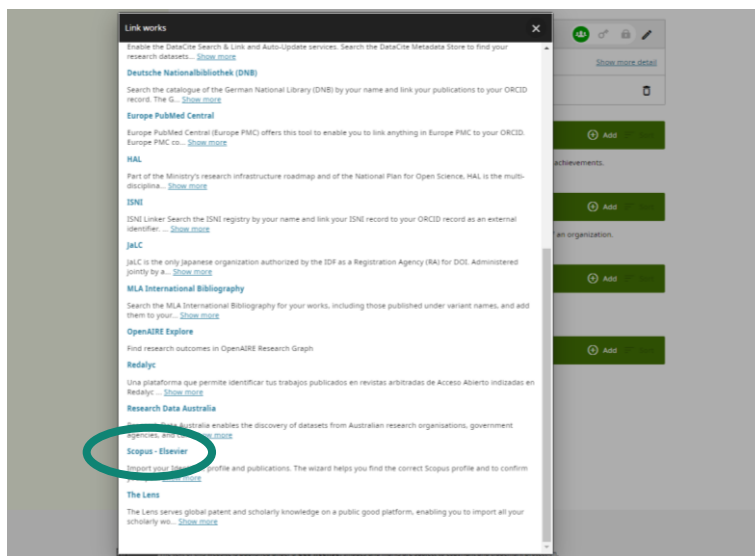 Link works
Enable the DataCite Search & Link and Auto-Update services. Search the DataCite Metadata Store to find your
research datasets... Show more
Deutsche Nationalbibliothek (DNB)
Search the catalogue of the German National Library (DNB) by your name and link your publications to your ORCID
record. The G... Show more
Europe PubMed Central
Europe PubMed Central (Europe PMC) offers this tool to enable you to link anything in Europe PMC to your ORCID.
Europe PMC co... Show more
HAL
Part of the Ministry's research infrastructure roadmap and of the National Plan for Open Science, HAL is the multi-
disciplina... Show more
ISNI
ISNI Linker Search the ISNI registry by your name and link your ISNI record to your ORCID record as an external
identifier. ... Show more
JaLC
JaLC is the only Japanese organization authorized by the IDF as a Registration Agency (RA) for DOI. Administered
jointly by a... Show more
MLA International Bibliography
Search the MLA International Bibliography for your works, including those published under variant names, and add
them to your... Show more
OpenAIRE Explore
Find research outcomes in OpenAIRE Research Graph
Redalyc
Una plataforma que permite identificar tus trabajos publicados en revistas arbitradas de Acceso Abierto indizadas en
Redalyc ... Show more
Research Data Australia
Australia enables the discovery of datasets from Australian research organisations, government
agencies, and more
Scopus - Elsevier
Import your profile and publications. The wizard helps you find the correct Scopus profile and to confirm
Show more
The Lens
The Lens serves global patent and scholarly knowledge on a public good platform, enabling you to import all your
scholarly wo... Show more
Show more detail
Add
achievements.
Add
an organization.
Add
Add